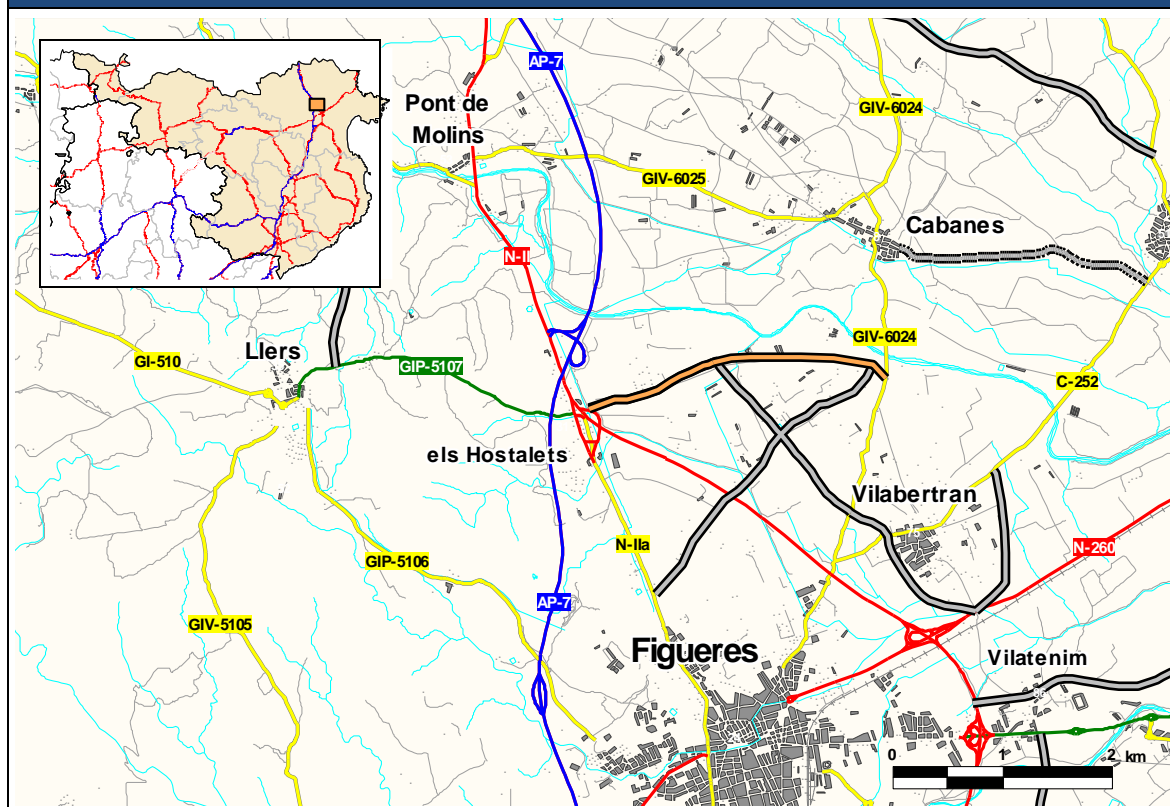 AP-7
Pont de
Molins
GIV-6024
GIV-6025
Cabanes
N-II
GIV-6024
Llers
GI-510
GIP-5107
C-252
els Hostalets
Vilabertran
N-IIa
N-260
GIP-5106
AP-7
GIV-5105
Figueres
Vilatenim
0 1 2 km